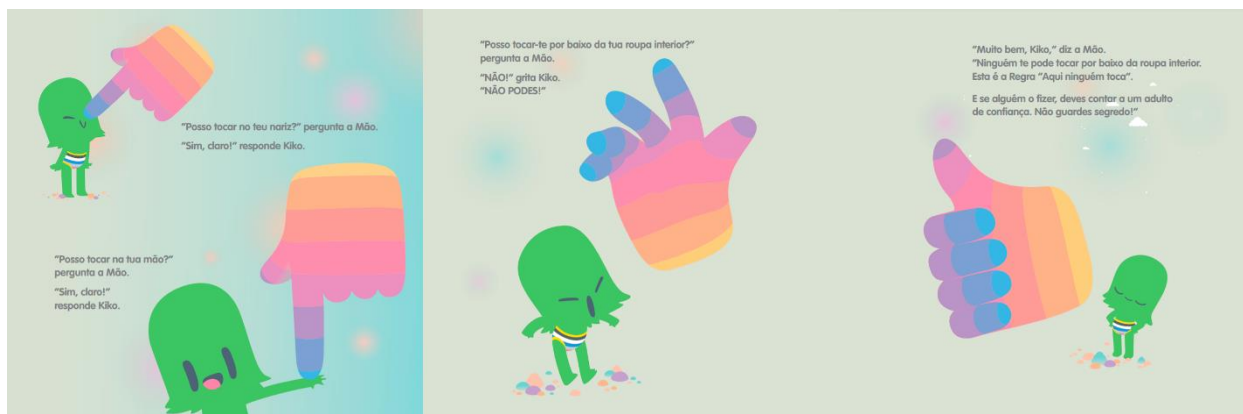 “Posso tocar no teu nariz?” pergunta a Mão.
“Sim, claro!” responde Kiko.
“Posso tocar na tua mão?”
pergunta a Mão.
“Sim, claro!”
responde Kiko.
“Posso tocar-te por baixo da tua roupa interior?”
pergunta a Mão.
“NÃO!” grita Kiko.
“NÃO PODES!”
“Muito bem, Kiko,” diz a Mão.
“Ninguém te pode tocar por baixo da roupa interior.
Esta é a Regra “Aqui ninguém toca”.
E se alguém o fizer, deves contar a um adulto
de confiança. Não guardes segredo!”